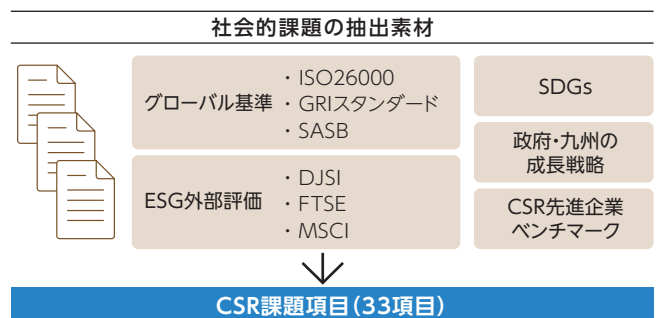 社会的課題の抽出素材
グローバル基準
・ISO26000
・GRIスタンダード
・SASB
ESG外部評価
・DJSI
・FTSE
・MSCI
SDGs
政府・九州の
成長戦略
CSR先進企業
ベンチマーク
CSR課題項目（33項目）